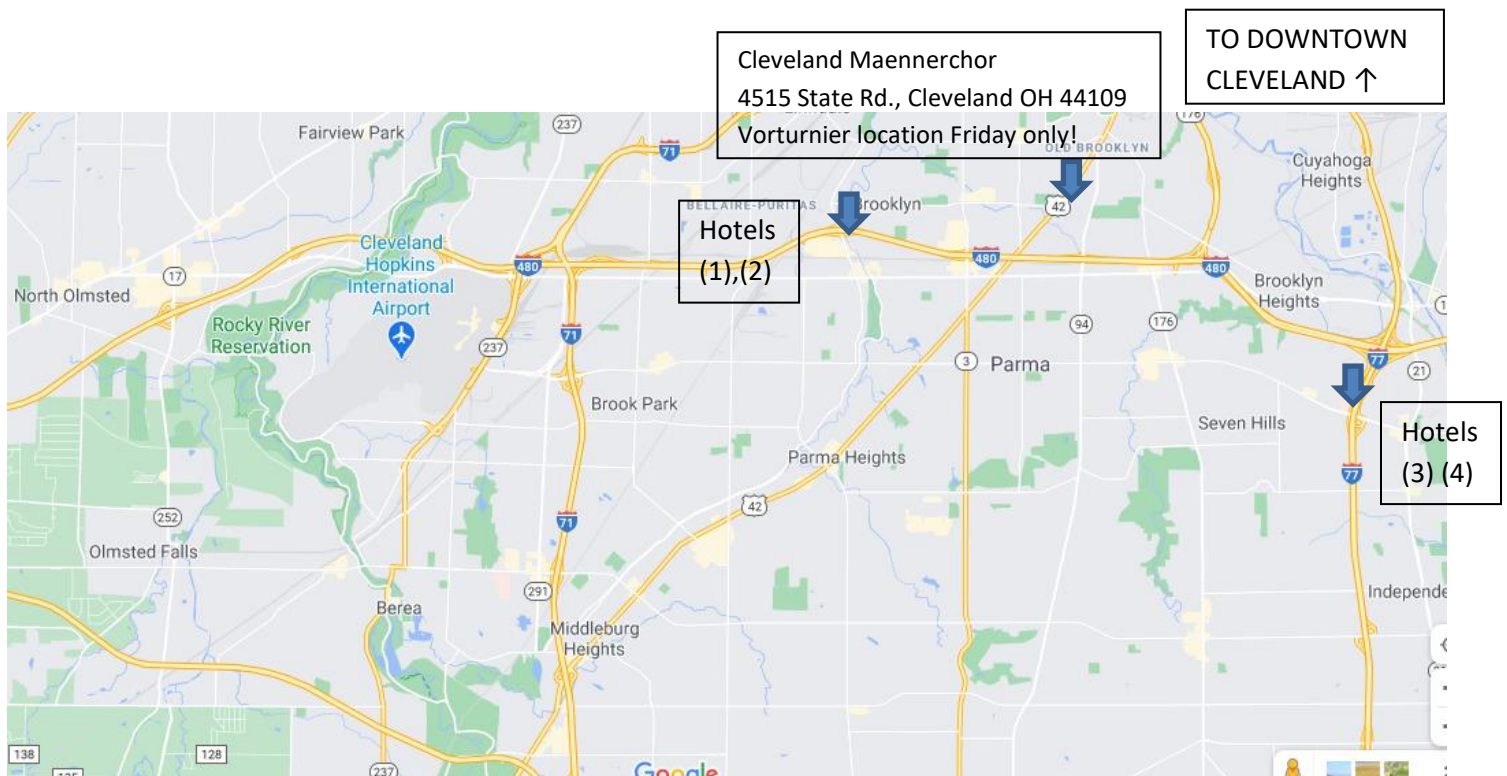 TO DOWNTOWN
CLEVELAND ↑
Cleveland Maennerchor
4515 State Rd., Cleveland OH 44109
Vorturnier location Friday only!
176
Fairview Park
237
71
OLD BROOKLYN
Cuyahoga
Heights
BELLAIRE-PURITAS
Brooklyn
42
Hotels
(1),(2)
Cleveland
Hopkins
International
Airport
480
480
480
17
North Olmsted
Brooklyn
Heights
Rocky River
Reservation
71
237
94
176
3
Parma
77
21
Brook Park
Seven Hills
Hotels
(3) (4)
Parma Heights
77
42
252
71
Olmsted Falls
291
Berea
Independe
Middleburg
Heights
138
128
237
Google